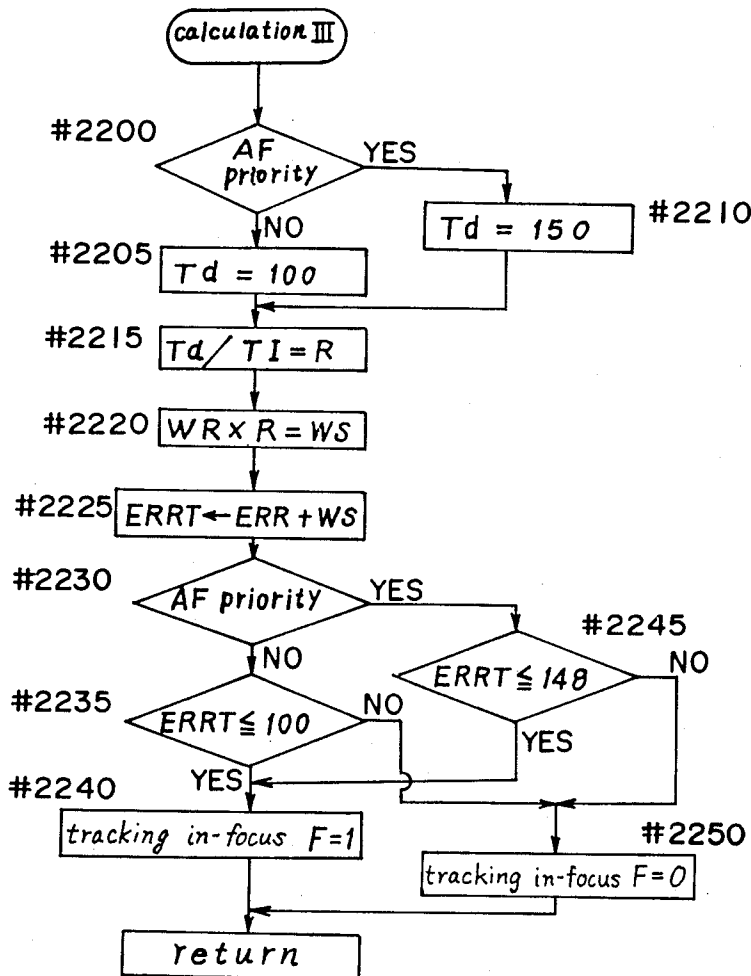 calculation III
#2200
AF
priority
YES
NO
#2205
Td = 100
Td = 150
#2210
#2215
Td/TI=R
#2220
WR×R=WS
#2225
ERRT←ERR+WS
#2230
AF priority
YES
NO
#2245
ERRT≦148
NO
YES
#2235
ERRT≦100
NO
YES
#2240
tracking in-focus F=1
#2250
tracking in-focus F=0
return